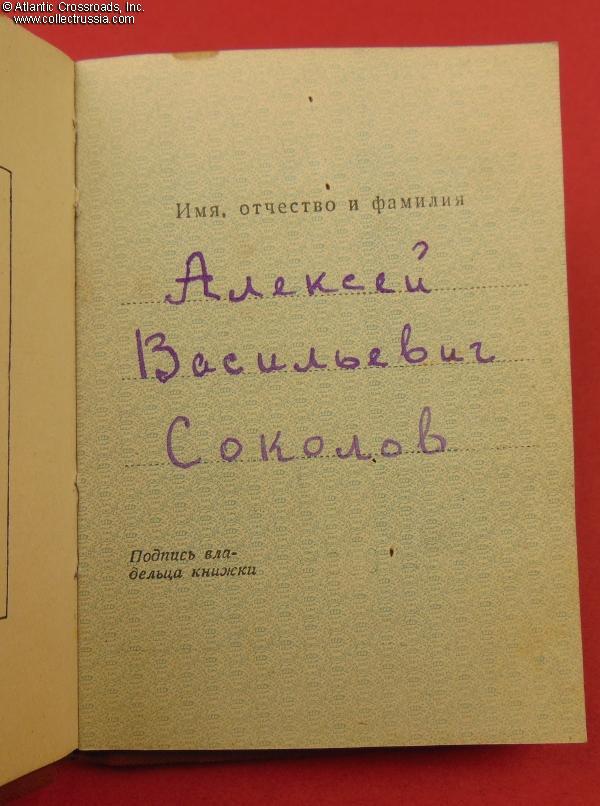 © Atlantic Crossroads, Inc.
www.collectrussia.com
Имя, отчество и фамилия
Алексей
Васильевич
Соколов
Подпись вла-
дельца книжки